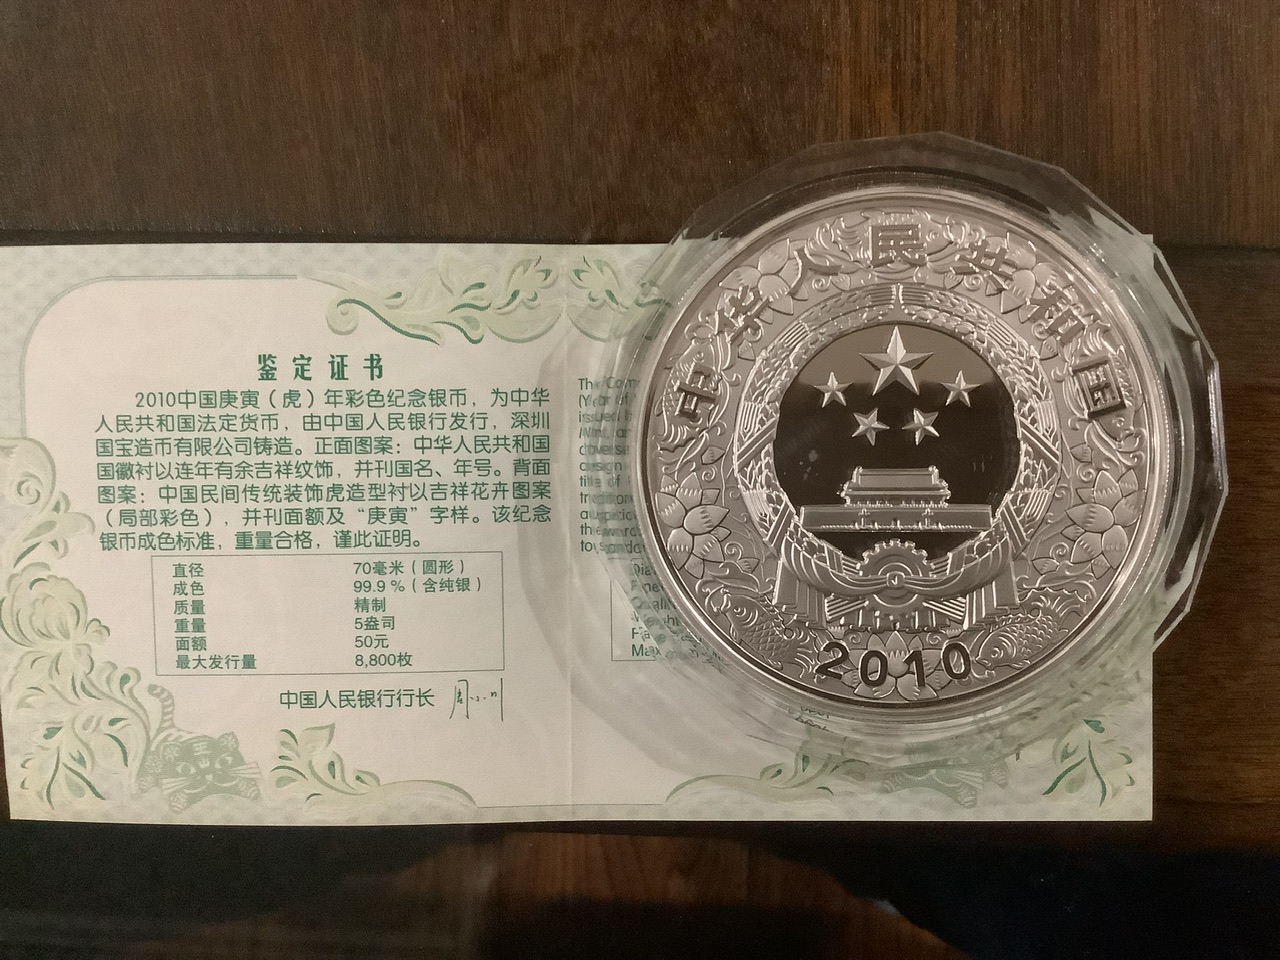 鉴定证书
2010中国庚寅（虎）年彩色纪念银币，为中华
人民共和国法定货币，由中国人民银行发行，深圳
国宝造币有限公司铸造。正面图案：中华人民共和国
国徽衬以连年有余吉祥纹饰，并刊国名、年号。背面
图案：中国民间传统装饰虎造型衬以吉祥花卉图案
（局部彩色），并刊面额及“庚寅”字样。该纪念
银币成色标准，重量合格，谨此证明。
直径 70毫米（圆形）
成色 99.9％（含纯银）
质量 精制
重量 5盎司
面额 50元
最大发行量 8,800枚
中国人民银行行长
The
(Year of
issued
title of
中华人民共和国
2010